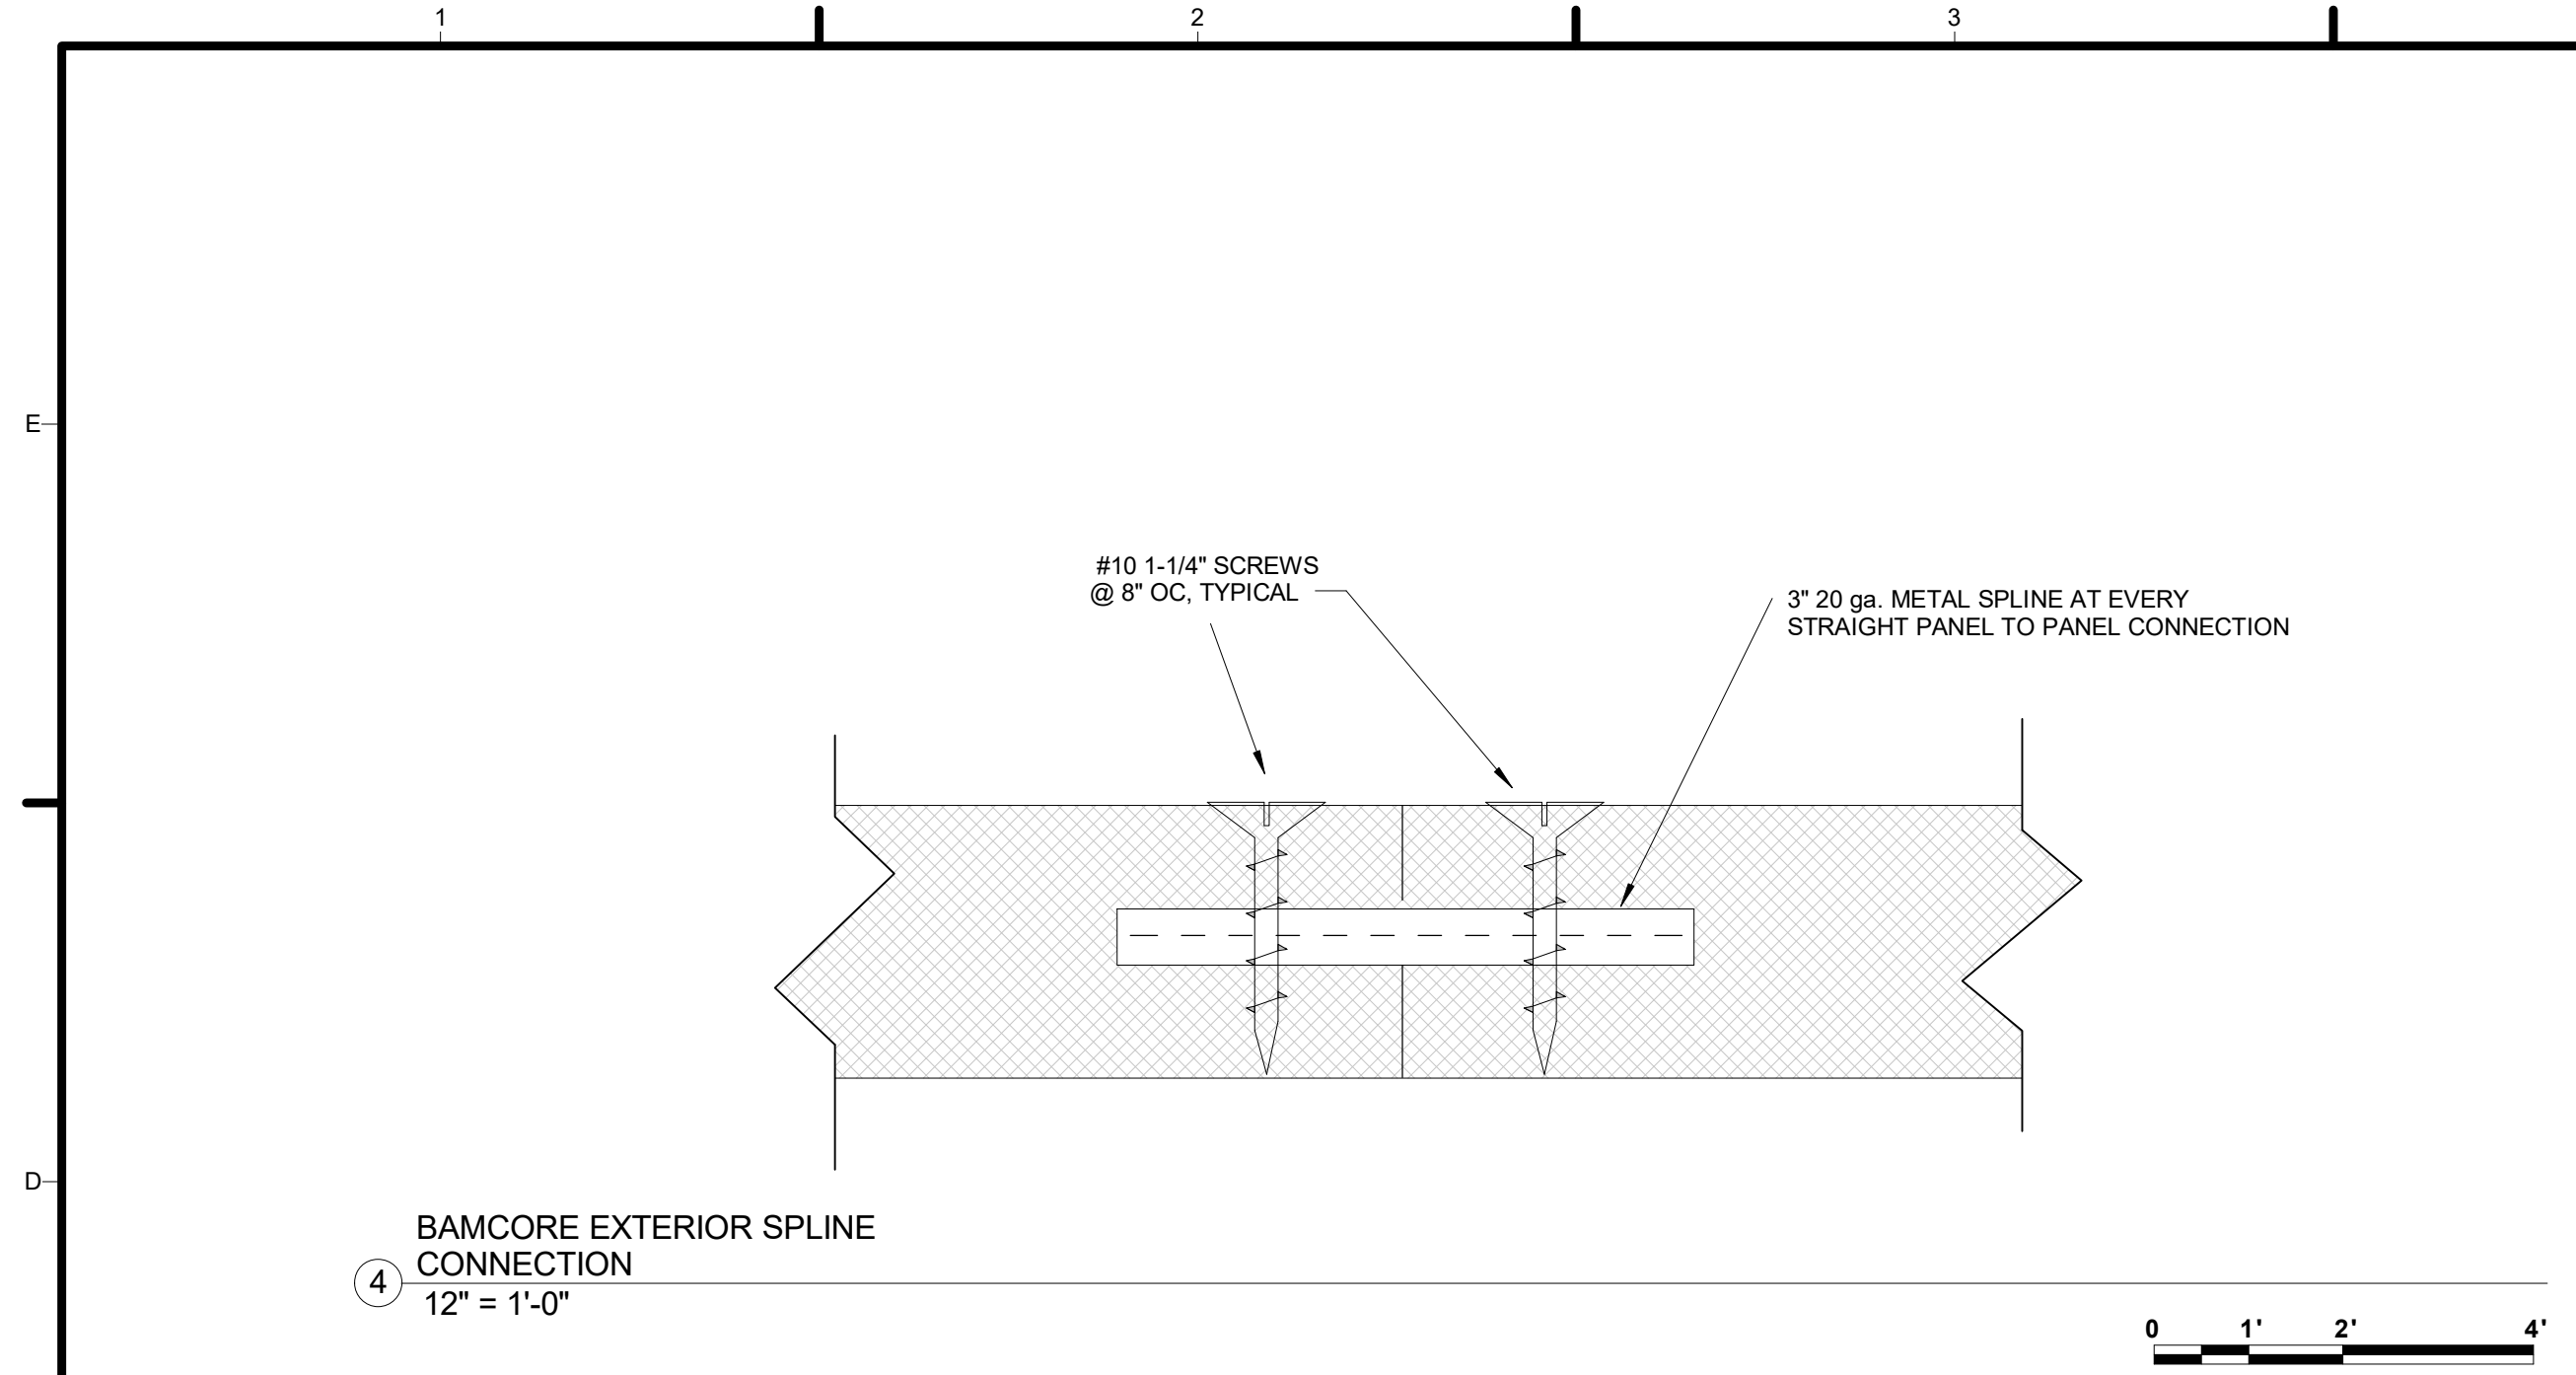 1 2 3
E
#10 1-1/4" SCREWS
@ 8" OC, TYPICAL
3" 20 ga. METAL SPLINE AT EVERY
STRAIGHT PANEL TO PANEL CONNECTION
D
BAMCORE EXTERIOR SPLINE
CONNECTION
4
12" = 1'-0"
0 1' 2' 4'